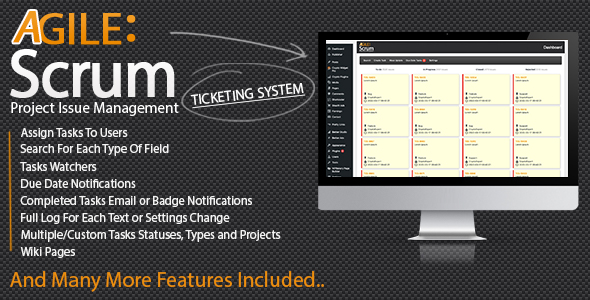 AGILE:
Scrum
Project Issue Management
TICKETING SYSTEM
Assign Tasks To Users
Search For Each Type Of Field
Tasks Watchers
Due Date Notifications
Completed Tasks Email or Badge Notifications
Full Log For Each Text or Settings Change
Multiple/Custom Tasks Statuses, Types and Projects
Wiki Pages
And Many More Features Included..
Scrum
Dashboard